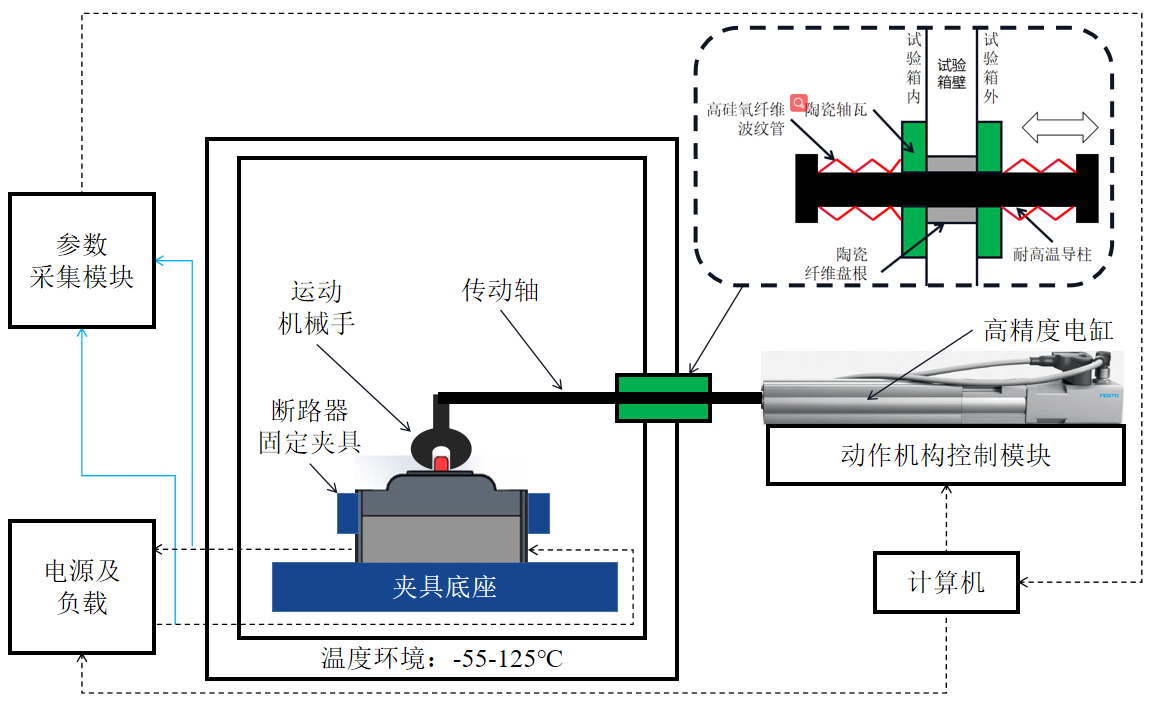 试验箱内
试验箱壁
试验箱外
高硅氧纤维
波纹管
陶瓷轴瓦
陶瓷
纤维盘根
耐高温导柱
参数
采集模块
运动
机械手
传动轴
高精度电缸
FESTO
断路器
固定夹具
动作机构控制模块
电源及
负载
夹具底座
计算机
温度环境：-55-125℃